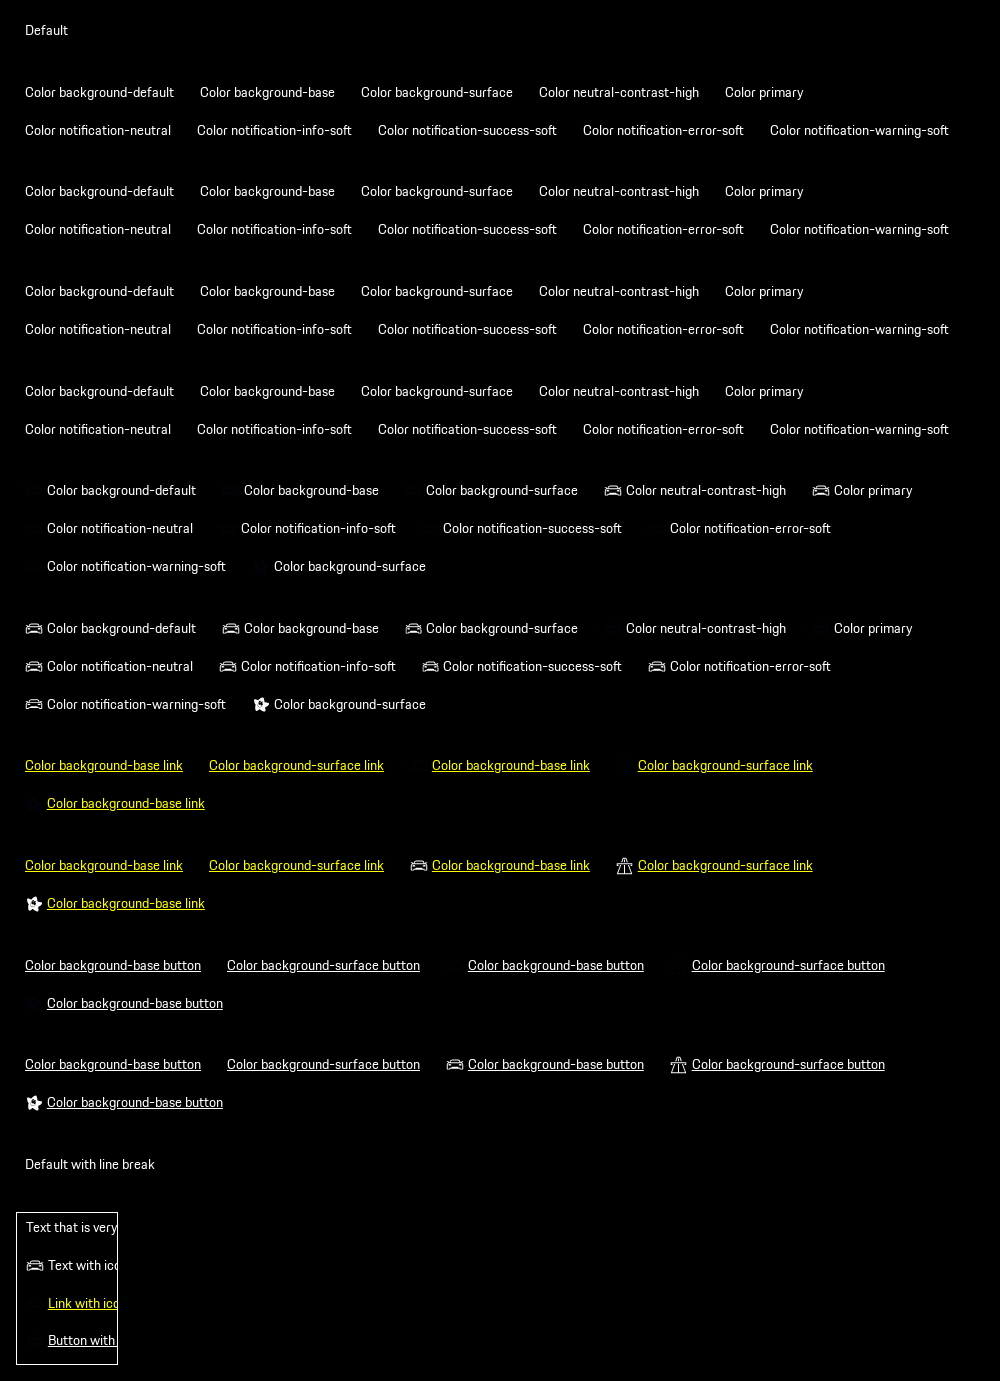 Default
Color background-default Color background-base Color background-surface Color neutral-contrast-high Color primary
Color notification-neutral Color notification-info-soft Color notification-success-soft Color notification-error-soft Color notification-warning-soft
Color background-default Color background-base Color background-surface Color neutral-contrast-high Color primary
Color notification-neutral Color notification-info-soft Color notification-success-soft Color notification-error-soft Color notification-warning-soft
Color background-default Color background-base Color background-surface Color neutral-contrast-high Color primary
Color notification-neutral Color notification-info-soft Color notification-success-soft Color notification-error-soft Color notification-warning-soft
Color background-default Color background-base Color background-surface Color neutral-contrast-high Color primary
Color notification-neutral Color notification-info-soft Color notification-success-soft Color notification-error-soft Color notification-warning-soft
Color background-default Color background-base Color background-surface Color neutral-contrast-high Color primary
Color notification-neutral Color notification-info-soft Color notification-success-soft Color notification-error-soft
Color notification-warning-soft Color background-surface
Color background-default Color background-base Color background-surface Color neutral-contrast-high Color primary
Color notification-neutral Color notification-info-soft Color notification-success-soft Color notification-error-soft
Color notification-warning-soft Color background-surface
Color background-base link Color background-surface link Color background-base link Color background-surface link
Color background-base link
Color background-base link Color background-surface link Color background-base link Color background-surface link
Color background-base link
Color background-base button Color background-surface button Color background-base button Color background-surface button
Color background-base button
Color background-base button Color background-surface button Color background-base button Color background-surface button
Color background-base button
Default with line break
Text that is very
Text with ico
Link with ico
Button with